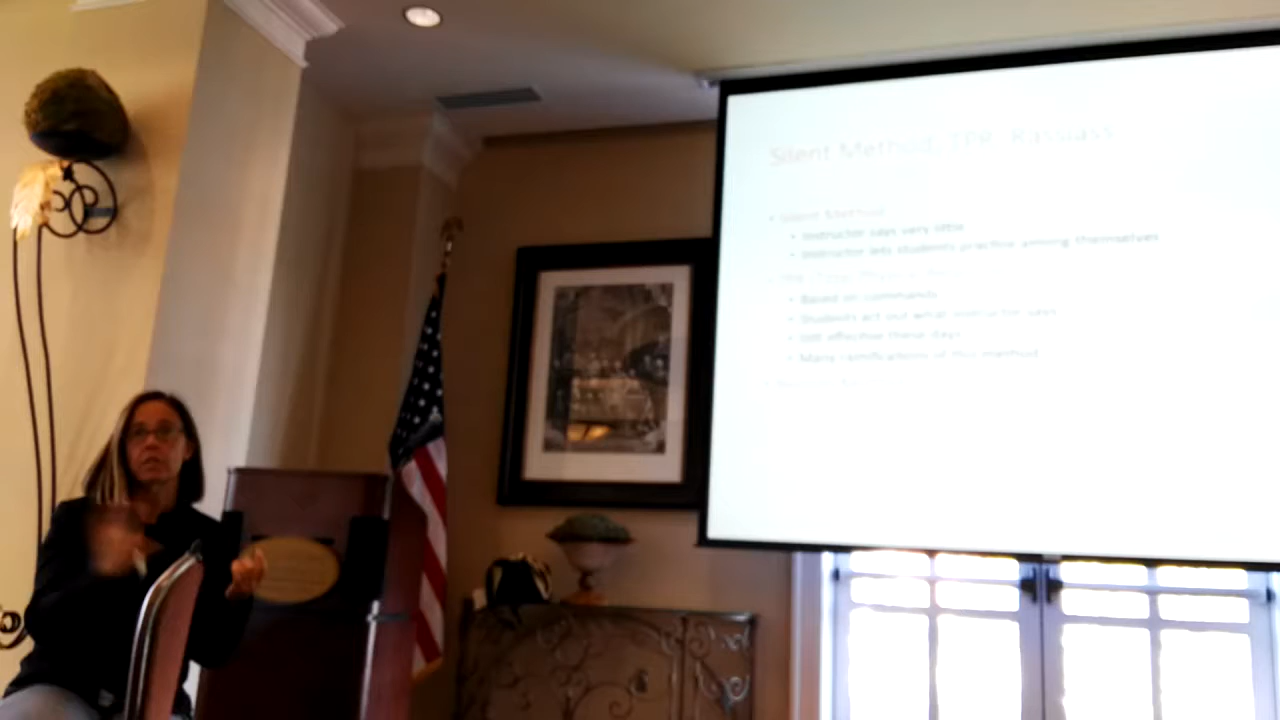 Silent Method, TPR, Rassias
• Silent Method
• Instructor says very little
• Instructor lets students practice among themselves
• Based on commands
• Students act out what instructor says
• Still effective these days
• Many ramifications of this method